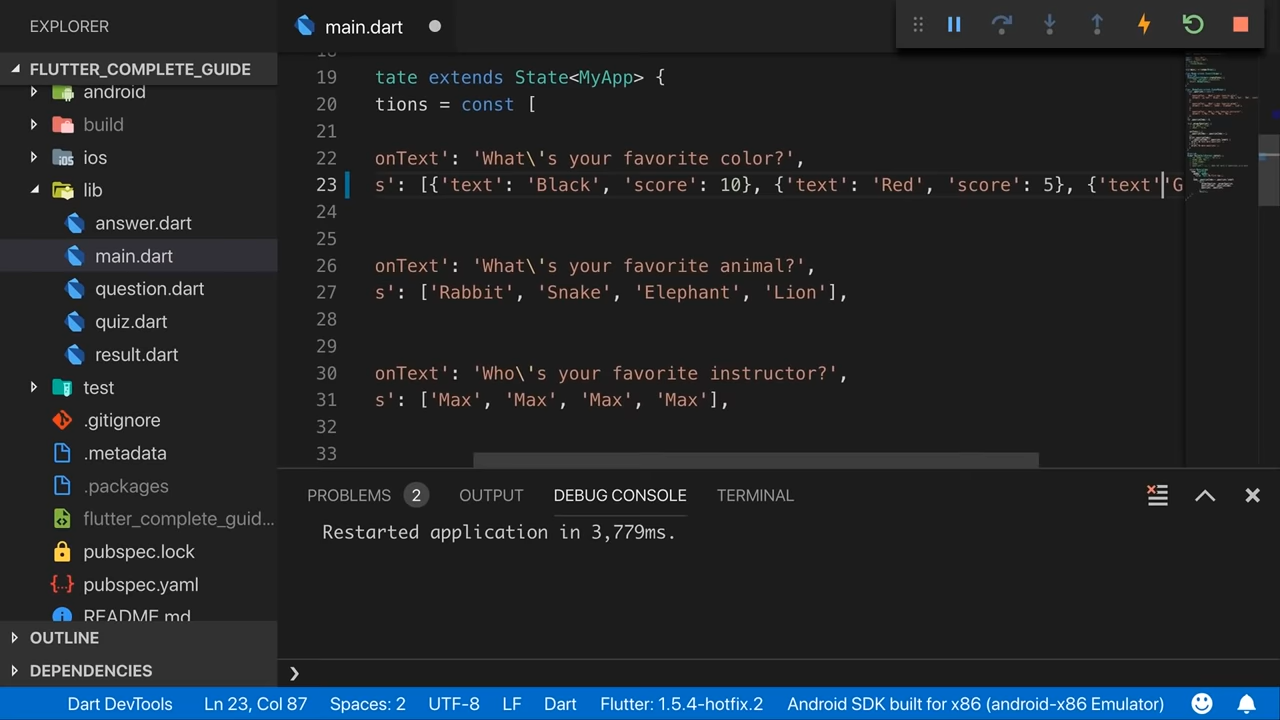 EXPLORER
main.dart
FLUTTER_COMPLETE_GUIDE
android
build
ios
lib
answer.dart
main.dart
question.dart
quiz.dart
result.dart
test
.gitignore
.metadata
.packages
flutter_complete_guid...
pubspec.lock
pubspec.yaml
README.md
OUTLINE
DEPENDENCIES
18
19 tate extends State<MyApp> {
20 tions = const [
21
22 onText': 'What\'s your favorite color?',
23 s': [{'text': 'Black', 'score': 10}, {'text': 'Red', 'score': 5}, {'text''G
24
25
26 onText': 'What\'s your favorite animal?',
27 s': ['Rabbit', 'Snake', 'Elephant', 'Lion'],
28
29
30 onText': 'Who\'s your favorite instructor?',
31 s': ['Max', 'Max', 'Max', 'Max'],
32
33
PROBLEMS 2 OUTPUT DEBUG CONSOLE TERMINAL
Restarted application in 3,779ms.
Dart DevTools Ln 23, Col 87 Spaces: 2 UTF-8 LF Dart Flutter: 1.5.4-hotfix.2 Android SDK built for x86 (android-x86 Emulator)